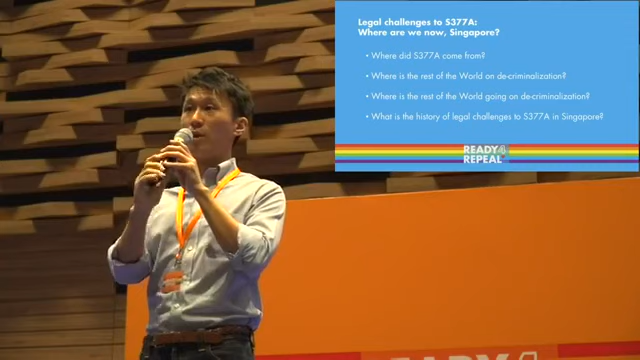 Legal challenges to S377A:
Where are we now, Singapore?
• Where did S377A come from?
• Where is the rest of the World on de-criminalization?
• Where is the rest of the World going on de-criminalization?
• What is the history of legal challenges to S377A in Singapore?
READY4
REPEAL
READY4